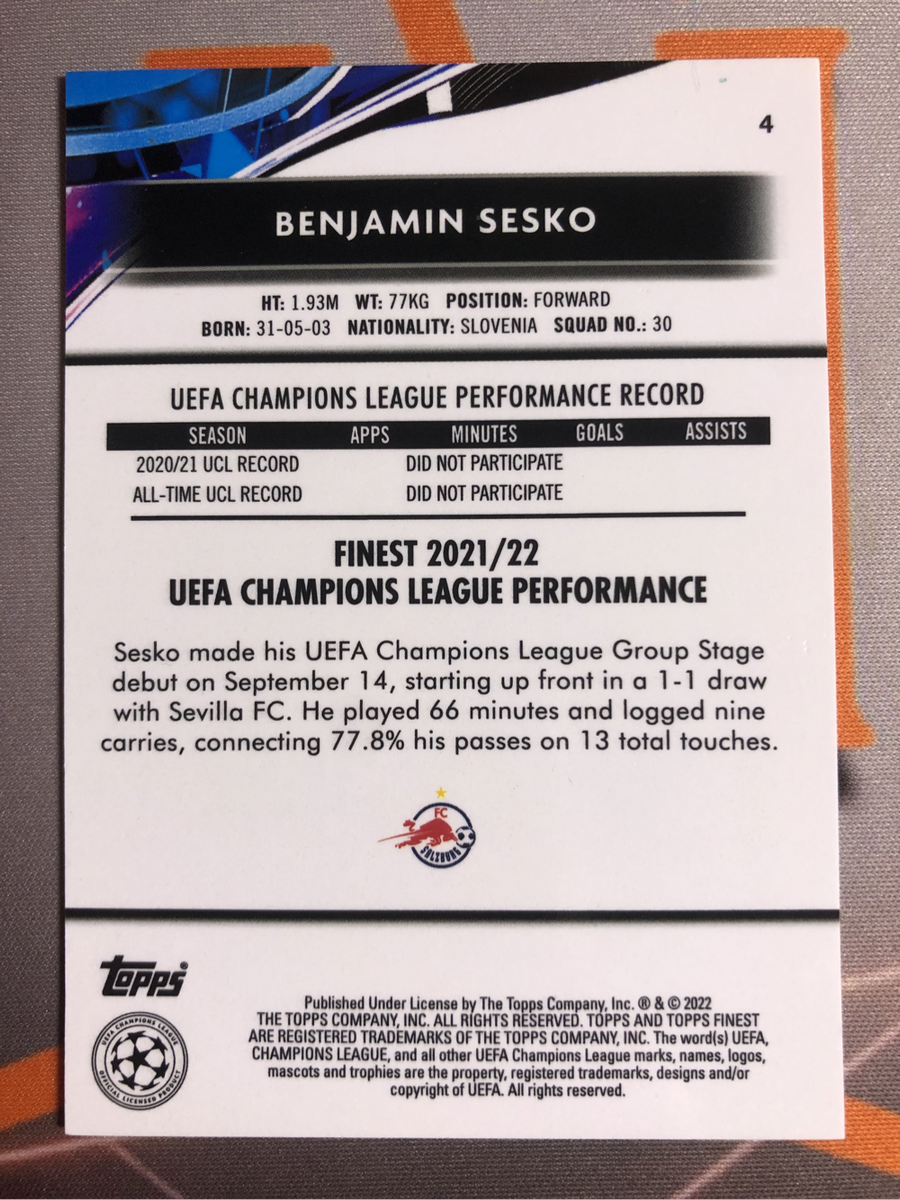 4
BENJAMIN SESKO
HT: 1.93M WT: 77KG POSITION: FORWARD
BORN: 31-05-03 NATIONALITY: SLOVENIA SQUAD NO.: 30
UEFA CHAMPIONS LEAGUE PERFORMANCE RECORD
SEASON APPS MINUTES GOALS ASSISTS
2020/21 UCL RECORD DID NOT PARTICIPATE
ALL-TIME UCL RECORD DID NOT PARTICIPATE
FINEST 2021/22
UEFA CHAMPIONS LEAGUE PERFORMANCE
Sesko made his UEFA Champions League Group Stage
debut on September 14, starting up front in a 1-1 draw
with Sevilla FC. He played 66 minutes and logged nine
carries, connecting 77.8% his passes on 13 total touches.
FC
SALZBURG
Topps®
UEFA CHAMPIONS LEAGUE
OFFICIAL LICENSED PRODUCT
Published Under License by The Topps Company, Inc. ® & © 2022
THE TOPPS COMPANY, INC. ALL RIGHTS RESERVED. TOPPS AND TOPPS FINEST
ARE REGISTERED TRADEMARKS OF THE TOPPS COMPANY, INC. The word(s) UEFA,
CHAMPIONS LEAGUE, and all other UEFA Champions League marks, names, logos,
mascots and trophies are the property, registered trademarks, designs and/or
copyright of UEFA. All rights reserved.